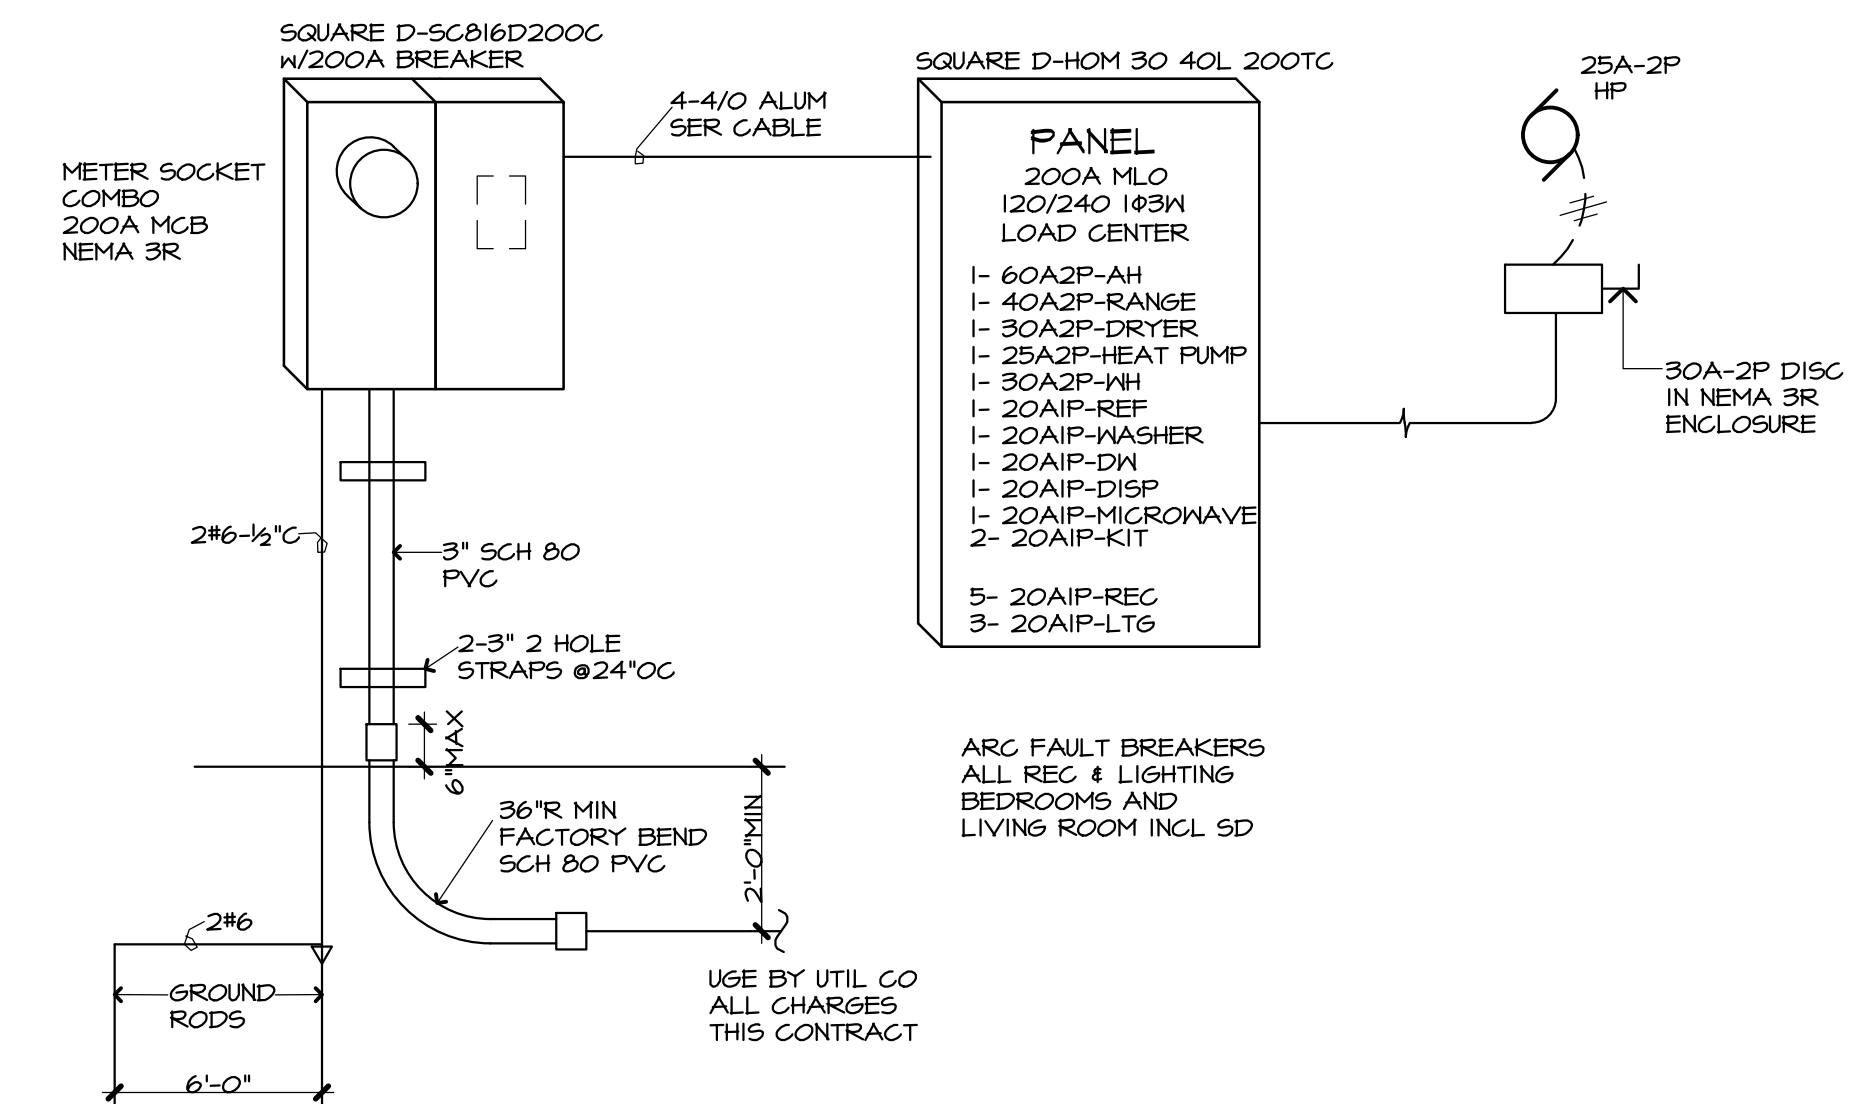 SQUARE D-SC816D200C
W/200A BREAKER
METER SOCKET
COMBO
200A MCB
NEMA 3R
4-4/0 ALUM
SER CABLE
SQUARE D-HOM 30 40L 200TC
PANEL
200A MLO
120/240 1Φ3W
LOAD CENTER
1- 60A2P-AH
1- 40A2P-RANGE
1- 30A2P-DRYER
1- 25A2P-HEAT PUMP
1- 30A2P-WH
1- 20A1P-REF
1- 20A1P-WASHER
1- 20A1P-DW
1- 20A1P-DISP
1- 20A1P-MICROWAVE
2- 20A1P-KIT
5- 20A1P-REC
3- 20A1P-LTG
25A-2P
HP
30A-2P DISC
IN NEMA 3R
ENCLOSURE
2#6-½"C
3" SCH 80
PVC
2-3" 2 HOLE
STRAPS @24"OC
6"MAX
36"R MIN
FACTORY BEND
SCH 80 PVC
2'-0"MIN
ARC FAULT BREAKERS
ALL REC & LIGHTING
BEDROOMS AND
LIVING ROOM INCL SD
2#6
GROUND
RODS
6'-0"
UGE BY UTIL CO
ALL CHARGES
THIS CONTRACT